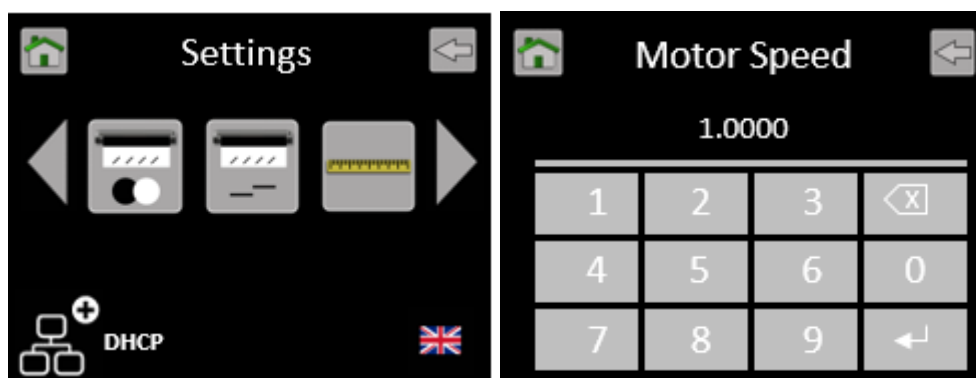 Settings
DHCP
Motor Speed
1.0000
1 2 3 X
4 5 6 0
7 8 9